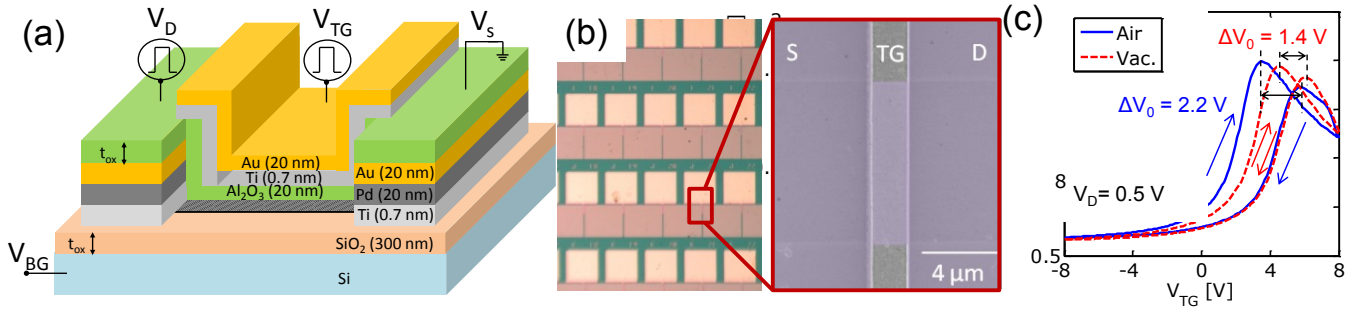 (a)
V_D
V_TG
V_S
t_ox
Au (20 nm)
Ti (0.7 nm)
Al₂O₃ (20 nm)
Au (20 nm)
Pd (20 nm)
Ti (0.7 nm)
t_ox
SiO₂ (300 nm)
V_BG
Si
(b)
S
TG
D
4 μm
(c)
Air
Vac.
ΔV₀ = 1.4 V
ΔV₀ = 2.2 V
8
V_D= 0.5 V
0.5
-8
-4
0
4
8
V_TG [V]